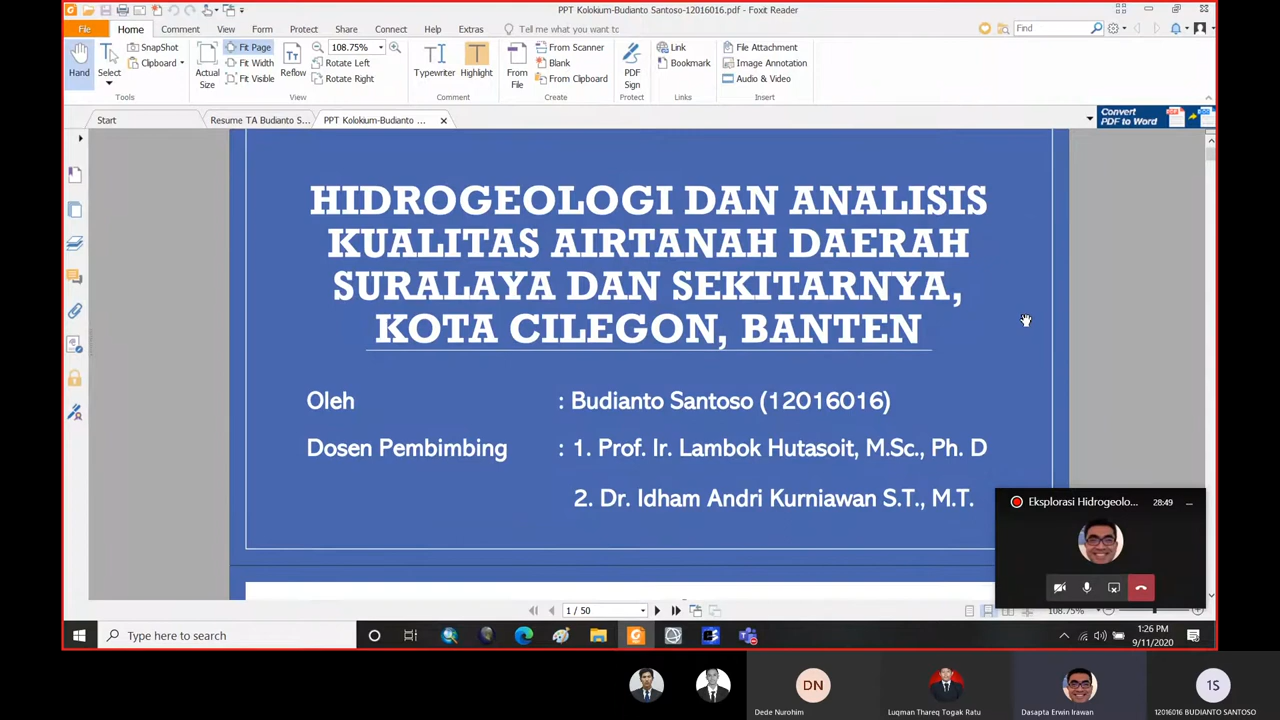 PPT Kolokium-Budianto Santoso-12016016.pdf - Foxit Reader
File Home Comment View Form Protect Share Connect Help Extras Tell me what you want to Find
Hand
Select
SnapShot
Clipboard
Tools
Actual
Size
Fit Page
Fit Width
Fit Visible
Reflow
108.75%
Rotate Left
Rotate Right
View
Typewriter
Highlight
Comment
From
File
From Scanner
Blank
From Clipboard
Create
PDF
Sign
Protect
Link
Bookmark
Links
File Attachment
Image Annotation
Audio & Video
Insert
Start Resume TA Budianto S... PPT Kolokium-Budianto ...
Convert
PDF to Word
HIDROGEOLOGI DAN ANALISIS
KUALITAS AIRTANAH DAERAH
SURALAYA DAN SEKITARNYA,
KOTA CILEGON, BANTEN
Oleh : Budianto Santoso (12016016)
Dosen Pembimbing : 1. Prof. Ir. Lambok Hutasoit, M.Sc., Ph. D
2. Dr. Idham Andri Kurniawan S.T., M.T.
Eksplorasi Hidrogeolo... 28:49
1 / 50
108.75%
Type here to search
1:26 PM
9/11/2020
DN
1S
Dede Nurohim
Luqman Thareq Togak Ratu
Dasapta Erwin Irawan
12016016 BUDIANTO SANTOSO